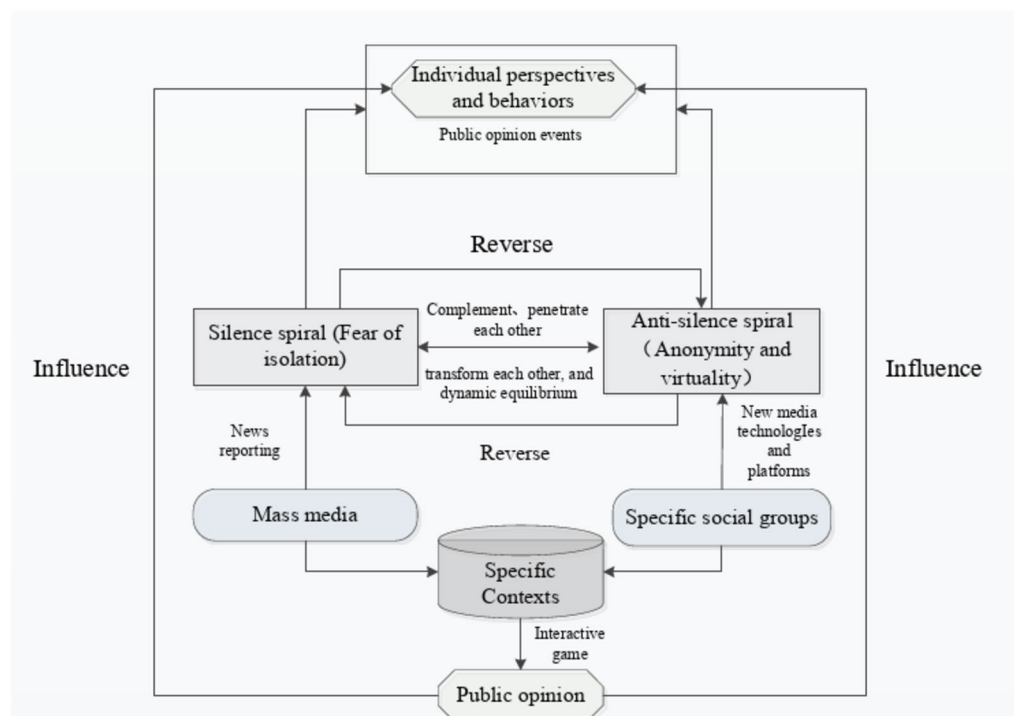 Individual perspectives
and behaviors
Public opinion events
Reverse
Complement、penetrate
each other
Silence spiral (Fear of
isolation)
Anti-silence spiral
（Anonymity and
virtuality）
transform each other, and
dynamic equilibrium
Influence
Influence
News
reporting
Reverse
New media
technologIes
and
platforms
Mass media
Specific social groups
Specific
Contexts
Interactive
game
Public opinion